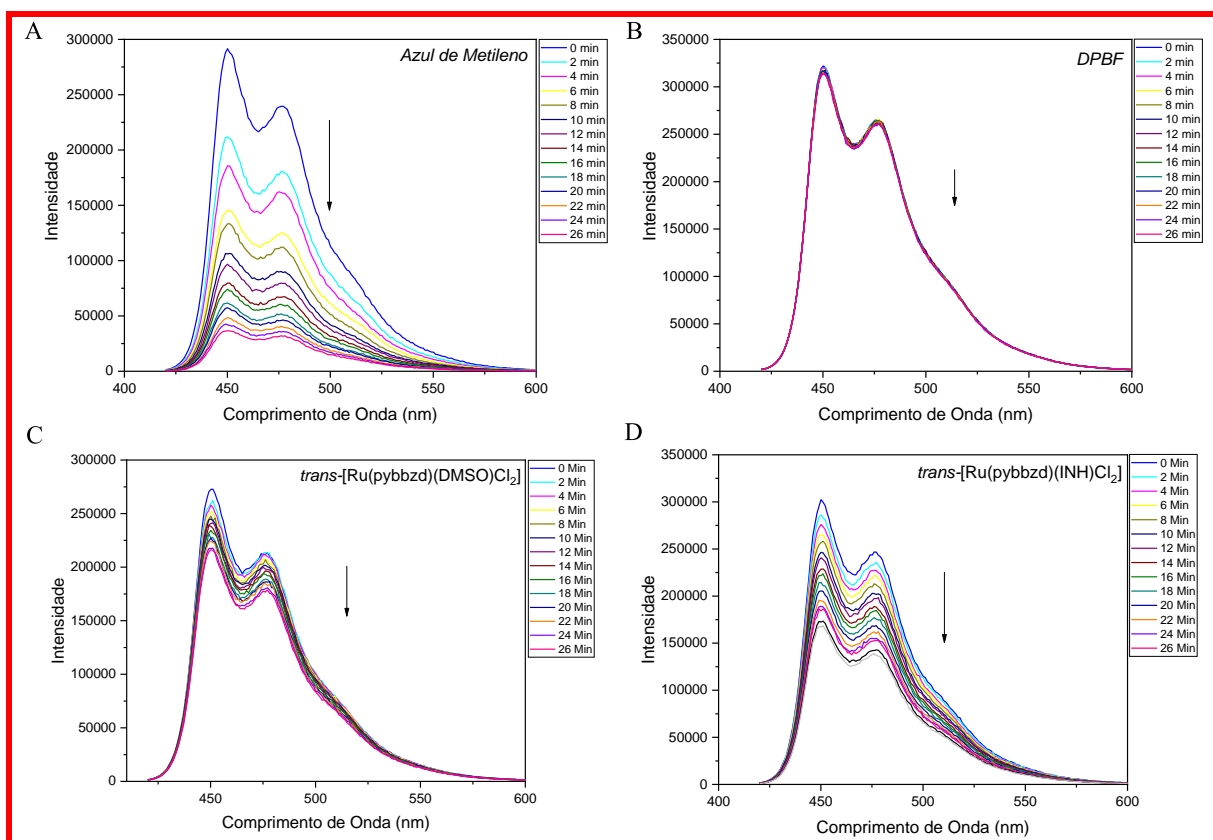 A
Azul de Metileno
Intensidade
300000
250000
200000
150000
100000
50000
0
400
450
500
550
600
Comprimento de Onda (nm)
0 min
2 min
4 min
6 min
8 min
10 min
12 min
14 min
16 min
18 min
20 min
22 min
24 min
26 min
B
DPBF
Intensidade
350000
300000
250000
200000
150000
100000
50000
0
400
450
500
550
600
Comprimento de Onda (nm)
0 min
2 min
4 min
6 min
8 min
10 min
12 min
14 min
16 min
18 min
20 min
22 min
24 min
26 min
C
trans-[Ru(pybbzd)(DMSO)Cl₂]
Intensidade
300000
250000
200000
150000
100000
50000
0
450
500
550
600
Comprimento de Onda (nm)
0 Min
2 Min
4 Min
6 Min
8 Min
10 Min
12 Min
14 Min
16 Min
18 Min
20 Min
22 Min
24 Min
26 Min
D
trans-[Ru(pybbzd)(INH)Cl₂]
Intensidade
350000
300000
250000
200000
150000
100000
50000
0
400
450
500
550
600
Comprimento de Onda (nm)
0 Min
2 Min
4 Min
6 Min
8 Min
10 Min
12 Min
14 Min
16 Min
18 Min
20 Min
22 Min
24 Min
26 Min